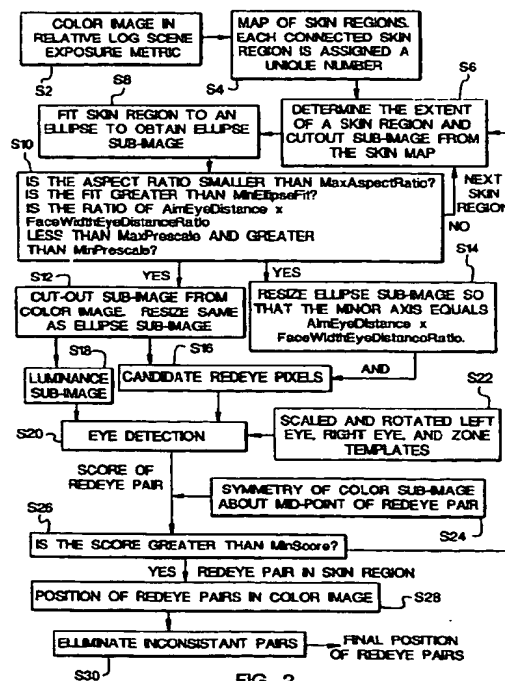 COLOR IMAGE IN
RELATIVE LOG SCENE
EXPOSURE METRIC
S2
MAP OF SKIN REGIONS.
EACH CONNECTED SKIN
REGION IS ASSIGNED A
UNIQUE NUMBER
S4
S6
DETERMINE THE EXTENT
OF A SKIN REGION AND
CUTOUT SUB-IMAGE FROM
THE SKIN MAP
S8
FIT SKIN REGION TO AN
ELLIPSE TO OBTAIN ELLIPSE
SUB-IMAGE
S10
IS THE ASPECT RATIO SMALLER THAN MaxAspectRatio?
IS THE FIT GREATER THAN MinEllipseFit?
IS THE RATIO OF AimEyeDistance x
FaceWidthEyeDistanceRatio
LESS THAN MaxPrescale AND GREATER
THAN MinPrescale?
NEXT
SKIN
REGION
NO
YES
YES
S12
CUT-OUT SUB-IMAGE FROM
COLOR IMAGE. RESIZE SAME
AS ELLIPSE SUB-IMAGE
S14
RESIZE ELLIPSE SUB-IMAGE SO
THAT THE MINOR AXIS EQUALS
AimEyeDistance x
FaceWidthEyeDistanceRatio.
S18
LUMINANCE
SUB-IMAGE
S16
CANDIDATE REDEYE PIXELS
AND
S20
EYE DETECTION
S22
SCALED AND ROTATED LEFT
EYE, RIGHT EYE, AND ZONE
TEMPLATES
SCORE OF
REDEYE PAIR
SYMMETRY OF COLOR SUB-IMAGE
ABOUT MID-POINT OF REDEYE PAIR
S24
S26
IS THE SCORE GREATER THAN MinScore?
YES
REDEYE PAIR IN SKIN REGION
POSITION OF REDEYE PAIRS IN COLOR IMAGE
S28
ELLIMINATE INCONSISTANT PAIRS
S30
FINAL POSITION
OF REDEYE PAIRS
FIG. 2